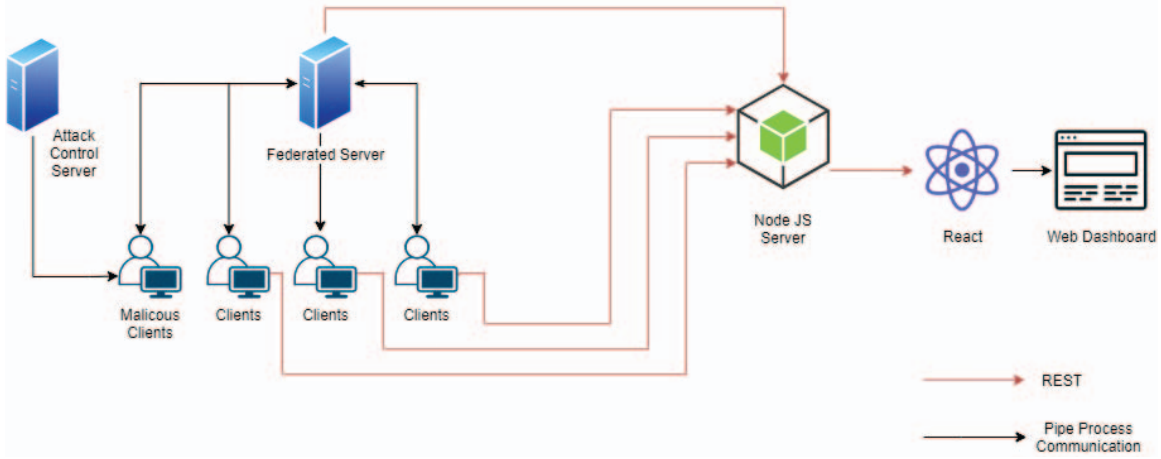 Attack
Control
Server
Federated Server
Malicous
Clients
Clients
Clients
Clients
Node JS
Server
React
Web Dashboard
REST
Pipe Process
Communication